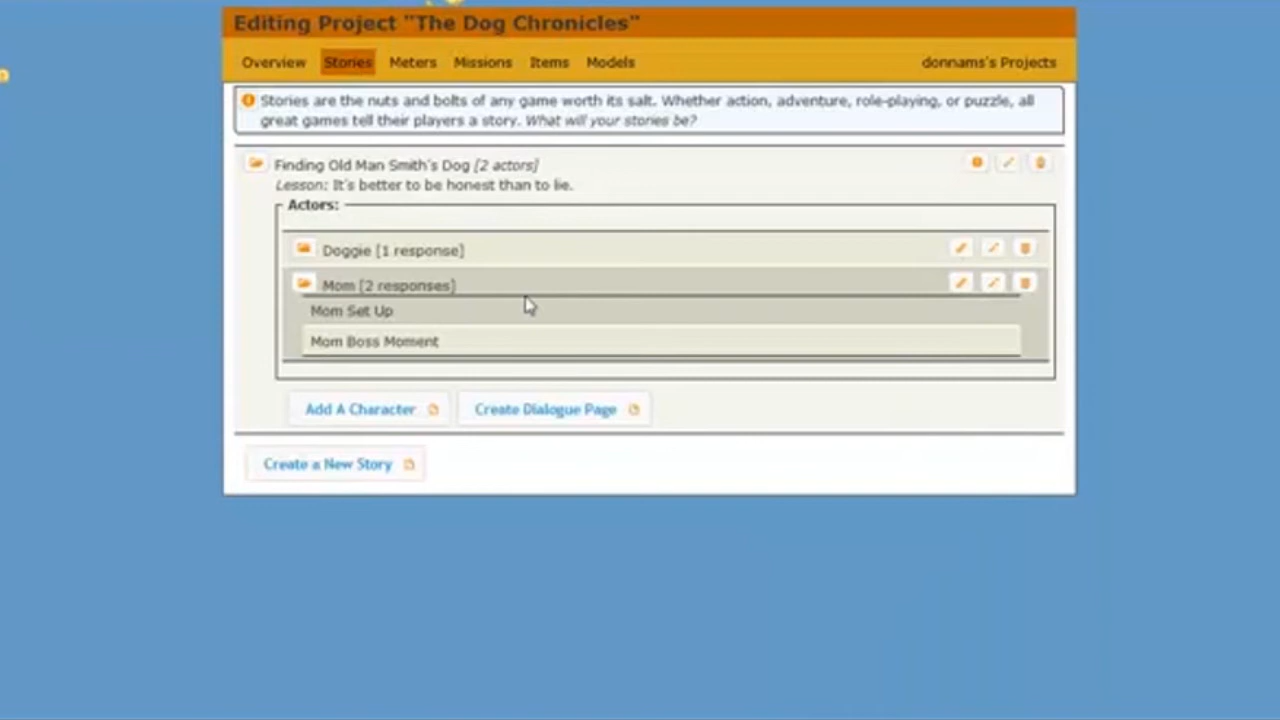 Editing Project "The Dog Chronicles"
Overview Stories Meters Missions Items Models donnams's Projects
Stories are the nuts and bolts of any game worth its salt. Whether action, adventure, role-playing, or puzzle, all
great games tell their players a story. What will your stories be?
Finding Old Man Smith's Dog [2 actors]
Lesson: It's better to be honest than to lie.
Actors:
Doggie [1 response]
Mom [2 responses]
Mom Set Up
Mom Boss Moment
Add A Character Create Dialogue Page
Create a New Story